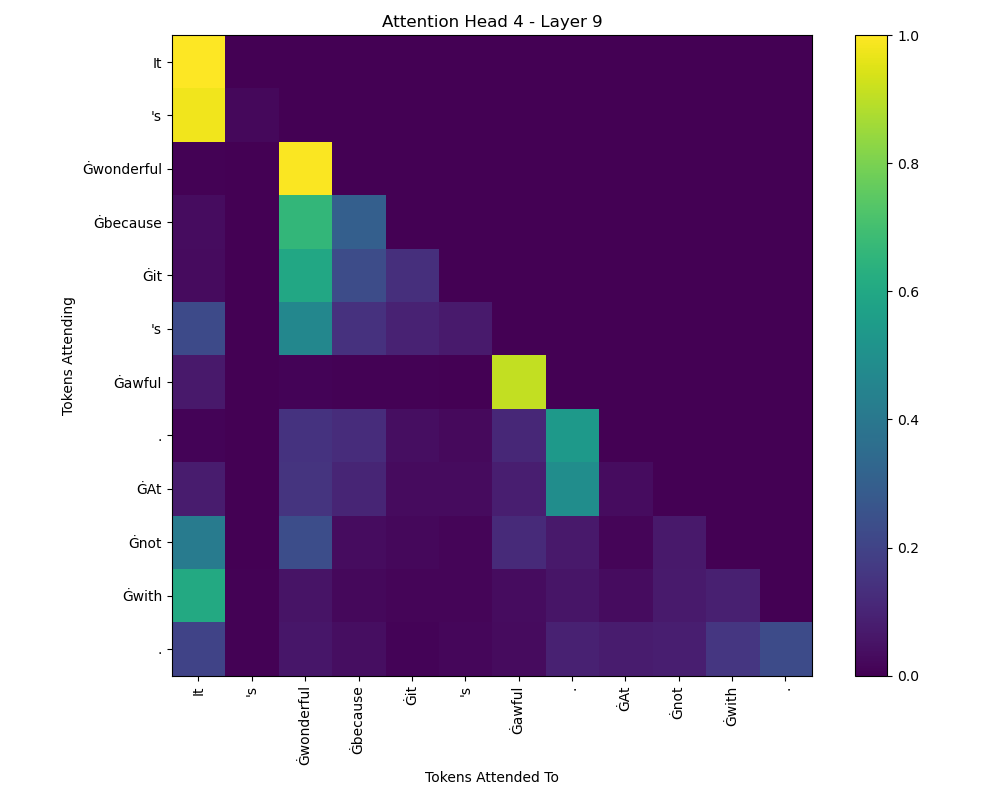 Attention Head 4 - Layer 9
Tokens Attending
It
's
Ġwonderful
Ġbecause
Ġit
's
Ġawful
.
ĠAt
Ġnot
Ġwith
.
It
's
Ġwonderful
Ġbecause
Ġit
's
Ġawful
.
ĠAt
Ġnot
Ġwith
.
Tokens Attended To
1.0
0.8
0.6
0.4
0.2
0.0